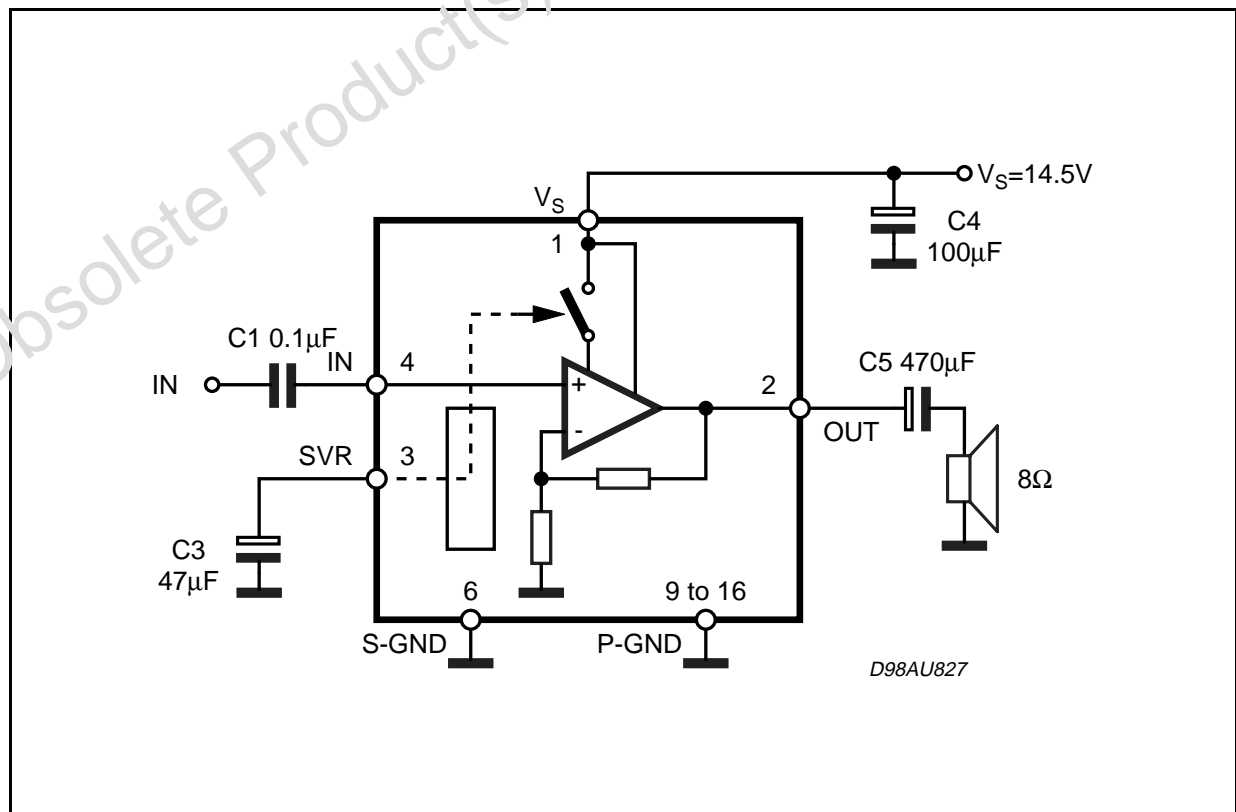 Obsolete Product(s)
V_S=14.5V
V_S
C4
1
100μF
C1 0.1μF
IN
4
C5 470μF
IN
+
2
-
OUT
SVR
3
8Ω
C3
47μF
6
9 to 16
S-GND
P-GND
D98AU827